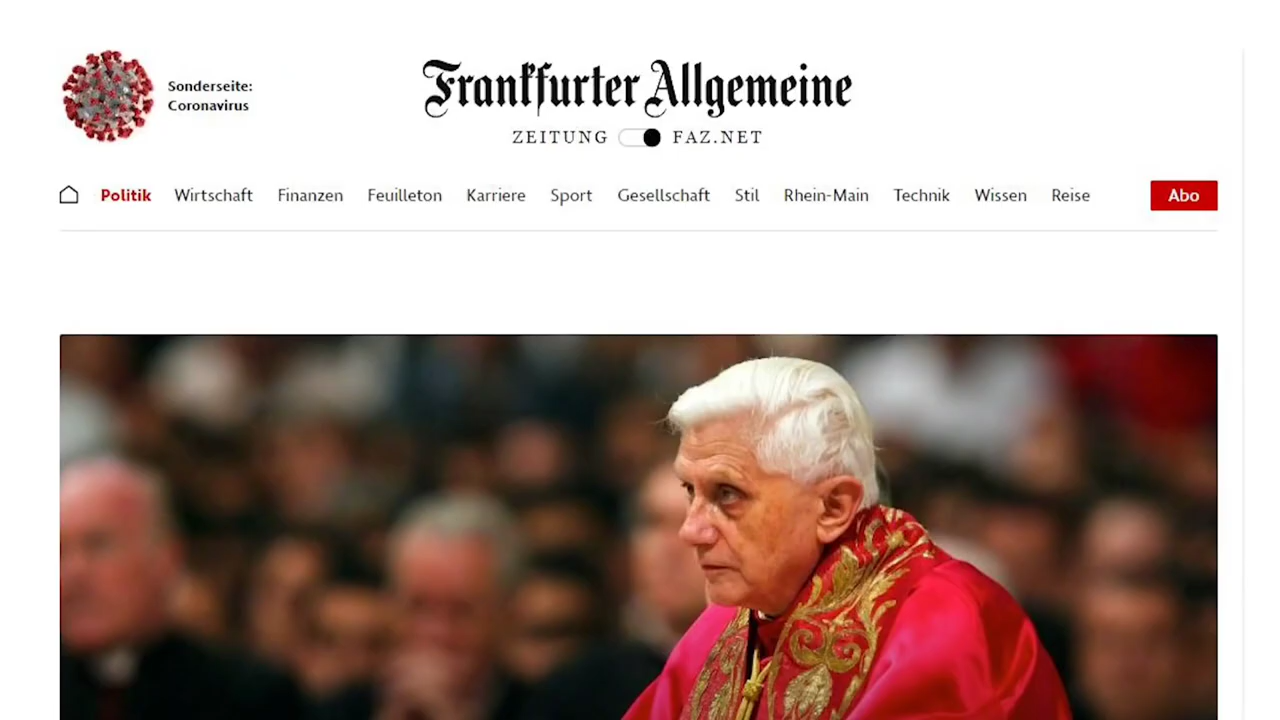 Sonderseite:
Coronavirus
Frankfurter Allgemeine
ZEITUNG FAZ.NET
Politik Wirtschaft Finanzen Feuilleton Karriere Sport Gesellschaft Stil Rhein-Main Technik Wissen Reise Abo